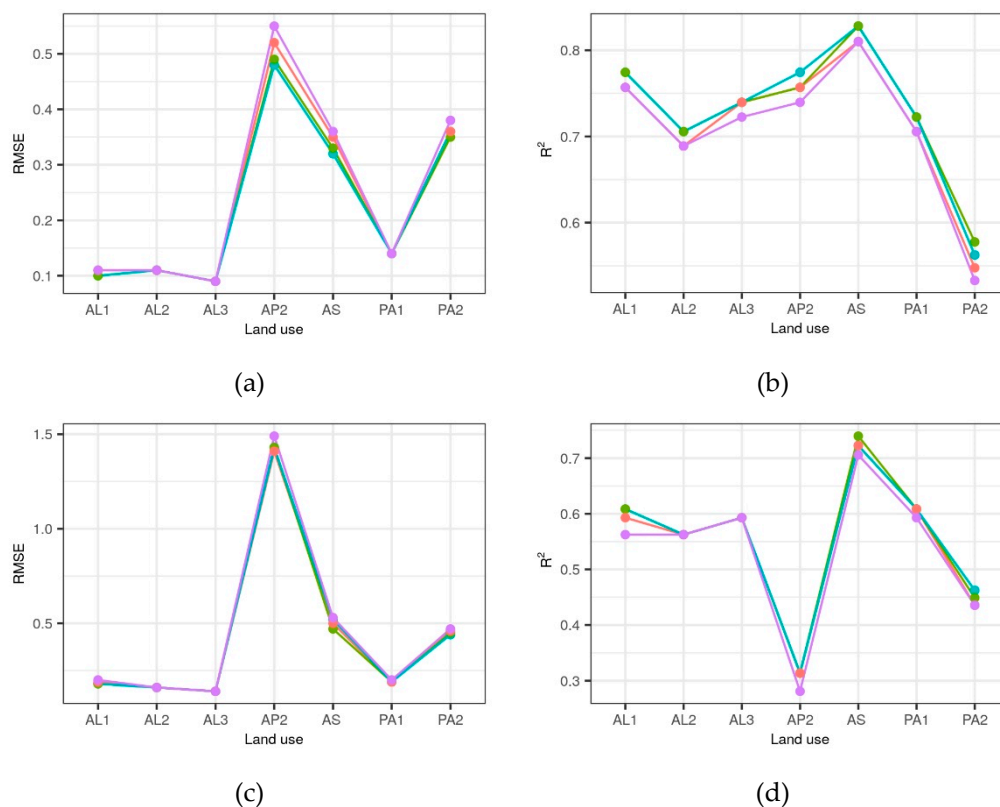 RMSE
0.5
0.4
0.3
0.2
0.1
AL1 AL2 AL3 AP2 AS PA1 PA2
Land use
(a)
R²
0.8
0.7
0.6
AL1 AL2 AL3 AP2 AS PA1 PA2
Land use
(b)
RMSE
1.5
1.0
0.5
AL1 AL2 AL3 AP2 AS PA1 PA2
Land use
(c)
R²
0.7
0.6
0.5
0.4
0.3
AL1 AL2 AL3 AP2 AS PA1 PA2
Land use
(d)